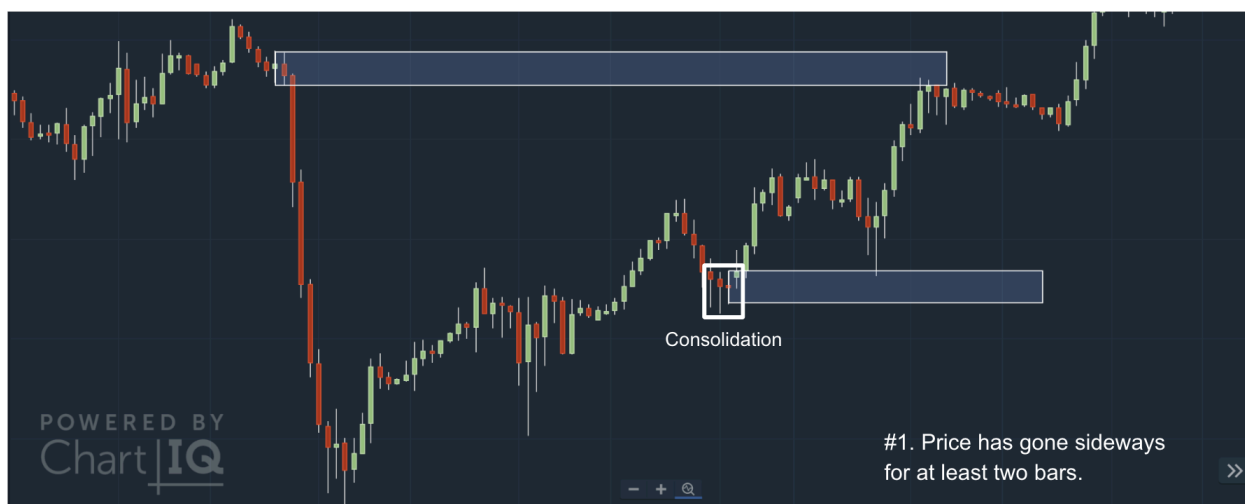 Consolidation
POWERED BY
Chart IQ
#1. Price has gone sideways
for at least two bars.